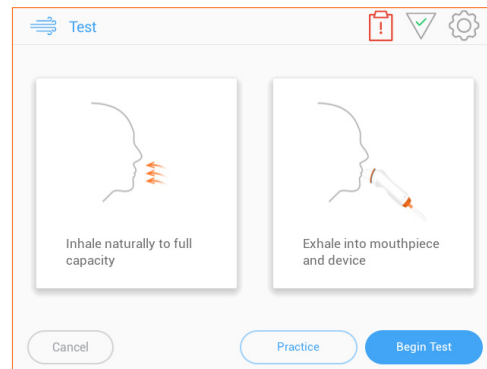 Test
Inhale naturally to full
capacity
Exhale into mouthpiece
and device
Cancel
Practice
Begin Test